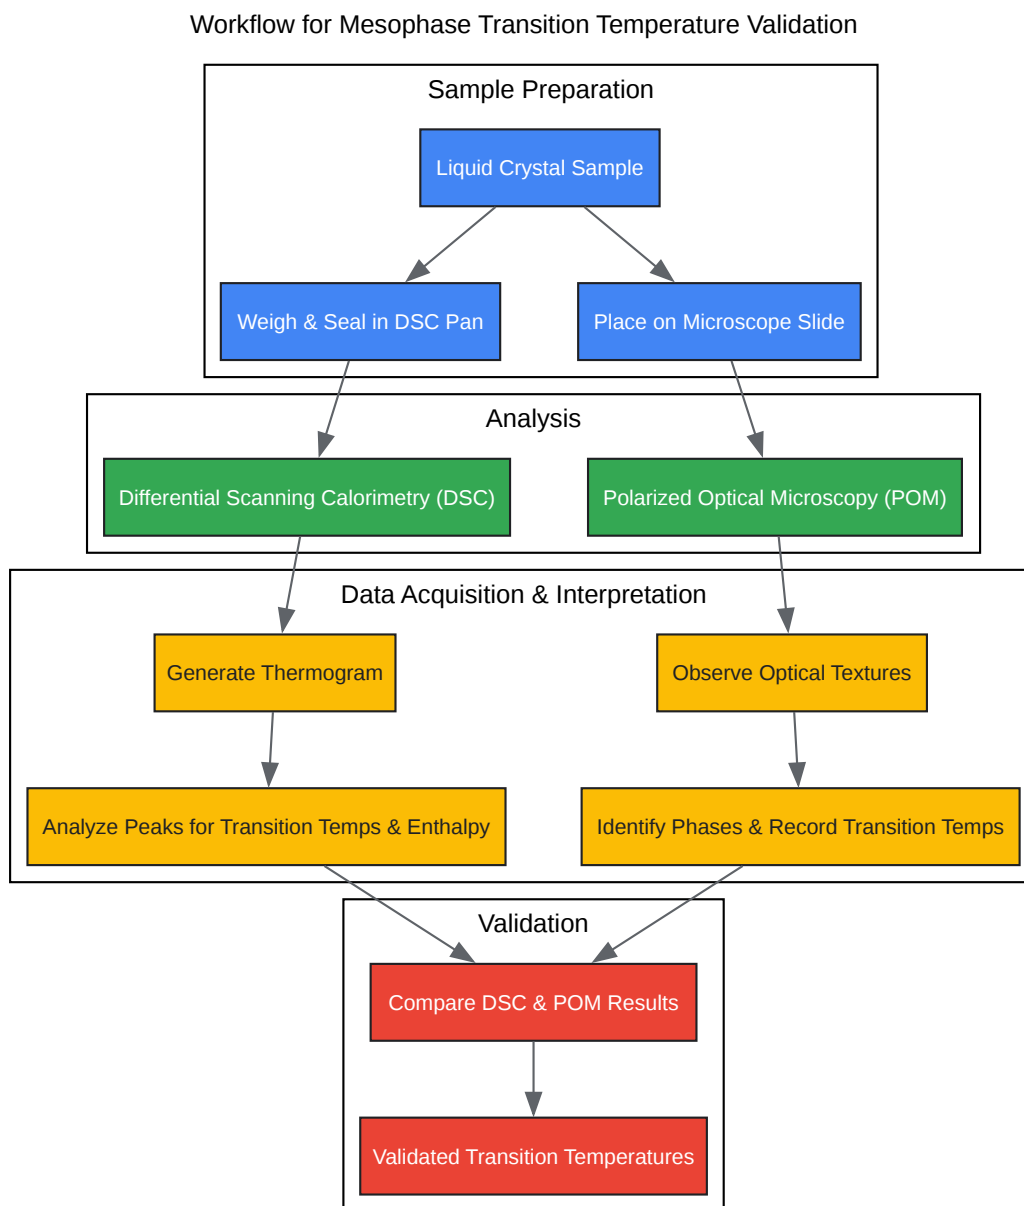 Workflow for Mesophase Transition Temperature Validation
Sample Preparation
Liquid Crystal Sample
Weigh & Seal in DSC Pan
Place on Microscope Slide
Analysis
Differential Scanning Calorimetry (DSC)
Polarized Optical Microscopy (POM)
Data Acquisition & Interpretation
Generate Thermogram
Observe Optical Textures
Analyze Peaks for Transition Temps & Enthalpy
Identify Phases & Record Transition Temps
Validation
Compare DSC & POM Results
Validated Transition Temperatures